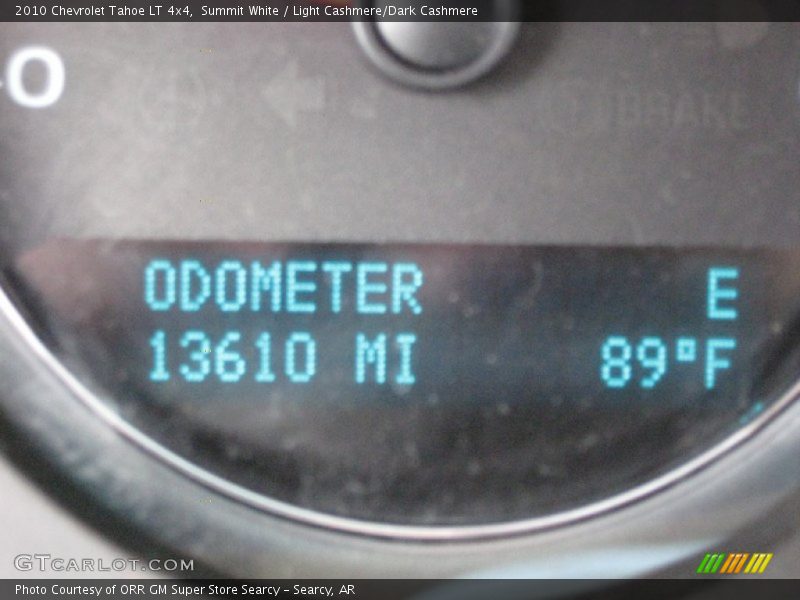 2010 Chevrolet Tahoe LT 4x4, Summit White / Light Cashmere/Dark Cashmere
0
BRAKE
ODOMETER E
13610 MI 89°F
GTCARLOT.COM
Photo Courtesy of ORR GM Super Store Searcy - Searcy, AR